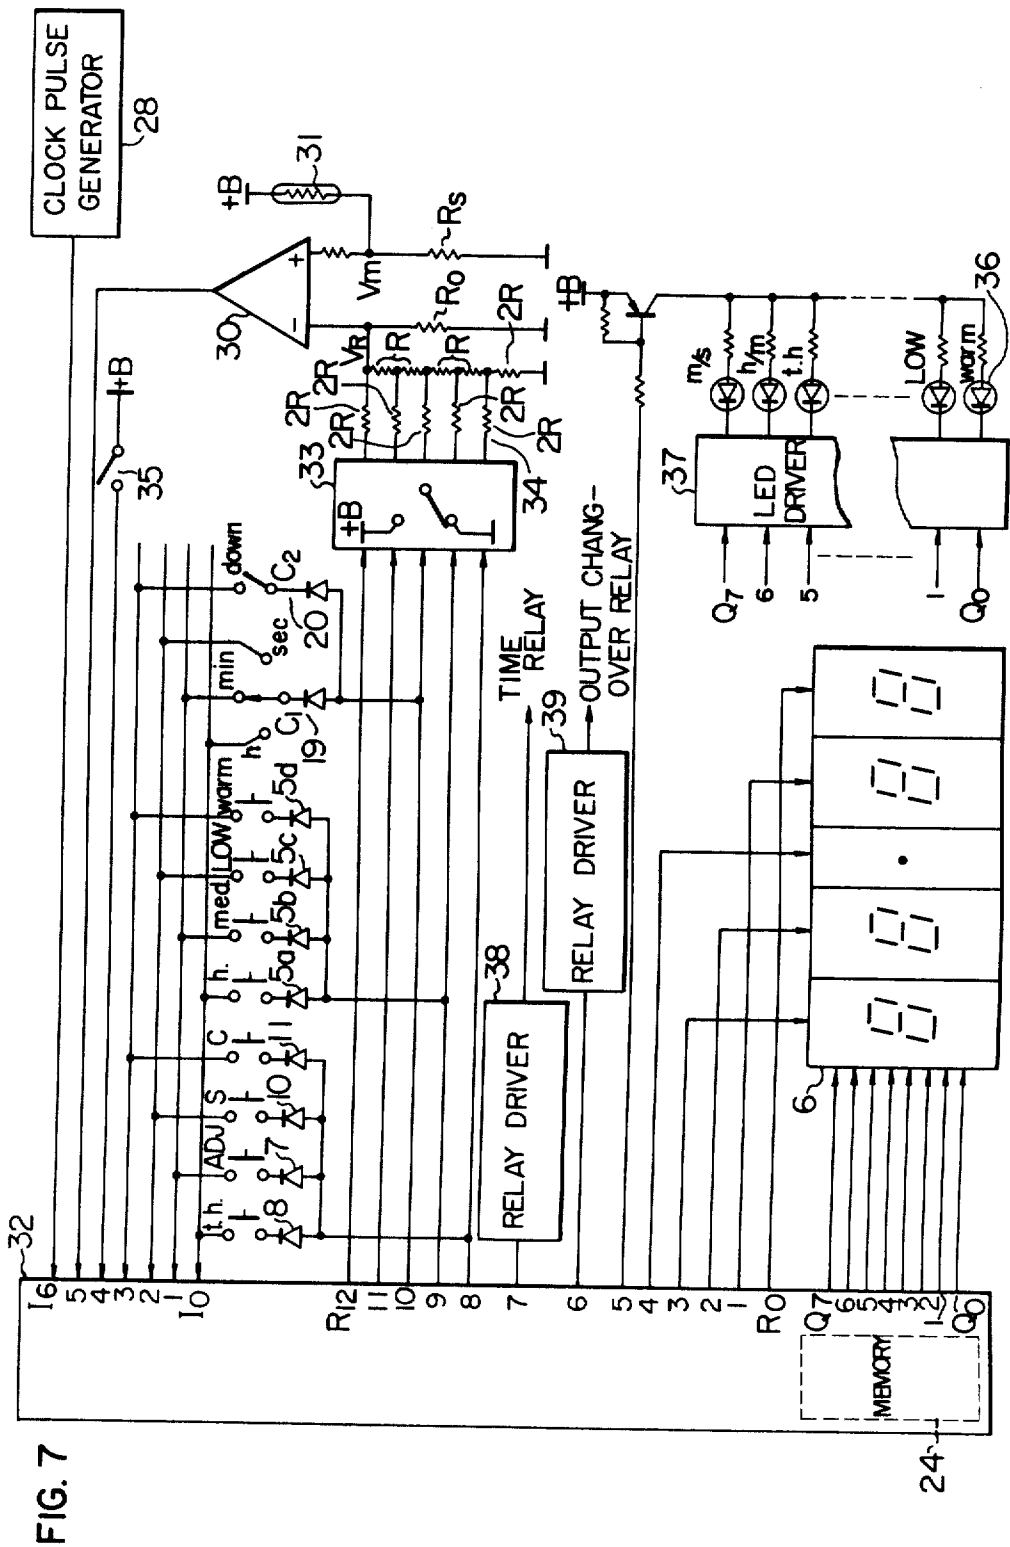 FIG. 7
32
I6
5
4
3
2
1
I0
R12
11
10
9
8
7
6
5
4
3
2
1
R0
Q7
6
5
4
3
2
1
Q0
MEMORY
24
CLOCK PULSE
GENERATOR
28
t.h.
ADJ
S
C
h.
med.
LOW
warm
h
min
sec
down
8
7
10
11
5a
5b
5c
5d
C1
19
C2
20
35
+B
30
−
+
+B
31
Vm
Rs
VR
Ro
R
R
2R
2R
2R
2R
2R
2R
33
+B
34
RELAY DRIVER
38
TIME
RELAY
RELAY DRIVER
39
OUTPUT CHANG-
OVER RELAY
+B
m/s
h/m
t.h
LOW
warm
36
37
LED
DRIVER
Q7
6
5
1
Q0
6